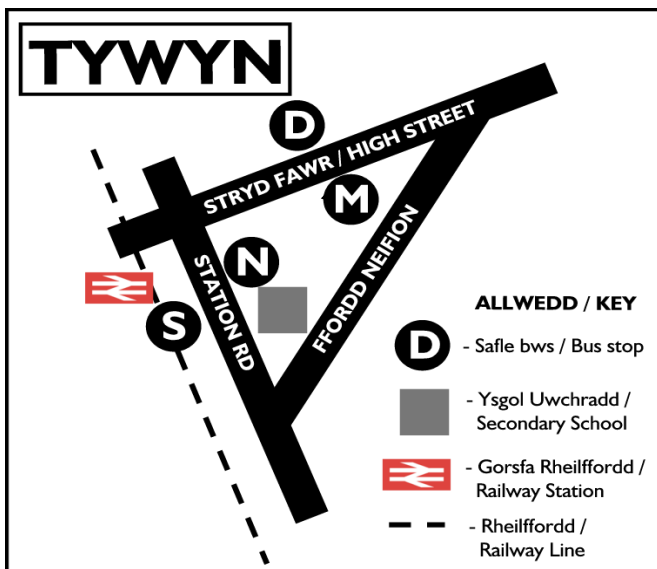 TYWYN
D
STRYD FAWR / HIGH STREET
M
N
STATION RD
FFORDD NEIFION
S
ALLWEDD / KEY
D - Safle bws / Bus stop
- Ysgol Uwchradd /
Secondary School
- Gorsfa Rheilffordd /
Railway Station
- Rheilffordd /
Railway Line